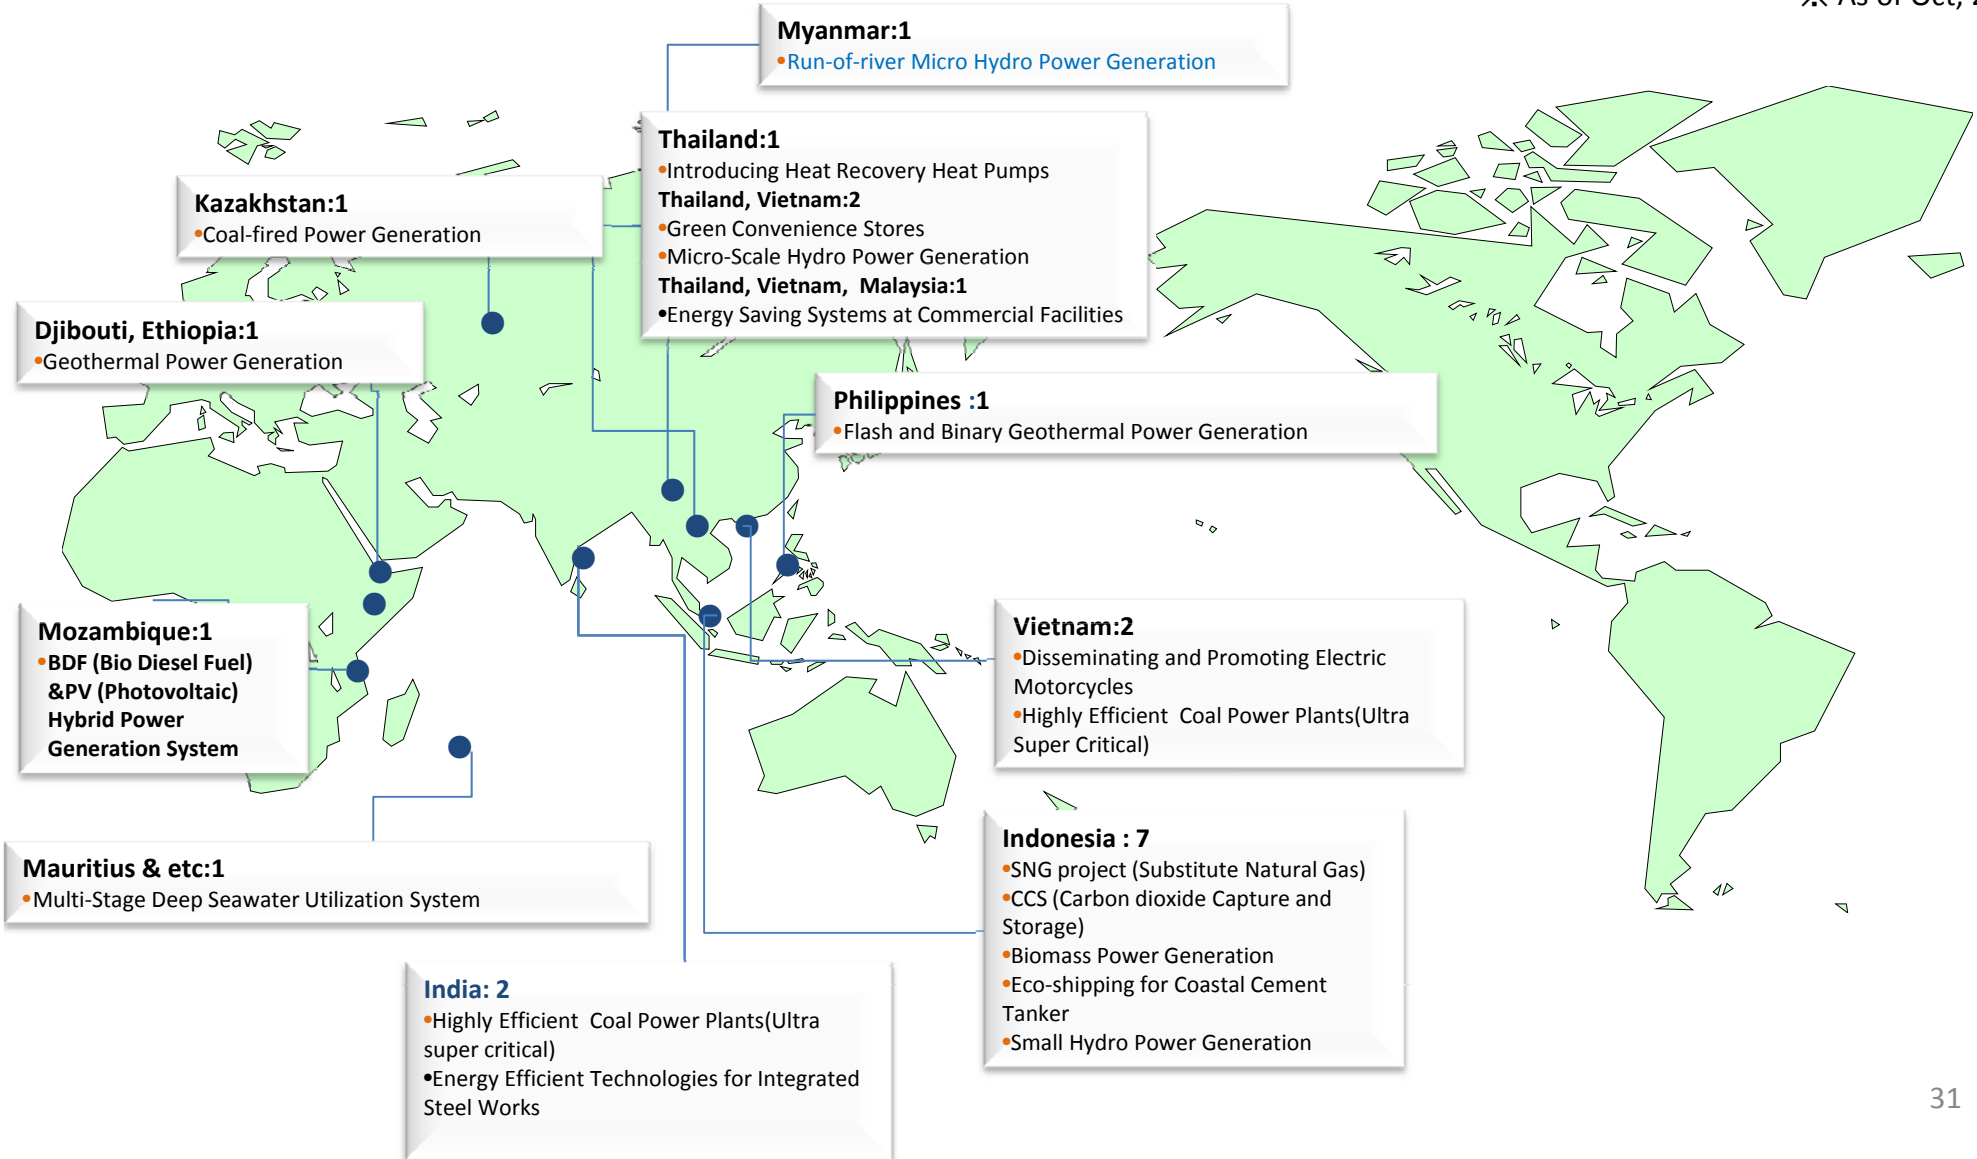 ※ As of Oct, 2
Myanmar:1
•Run-of-river Micro Hydro Power Generation
Thailand:1
•Introducing Heat Recovery Heat Pumps
Thailand, Vietnam:2
•Green Convenience Stores
•Micro-Scale Hydro Power Generation
Thailand, Vietnam, Malaysia:1
•Energy Saving Systems at Commercial Facilities
Kazakhstan:1
•Coal-fired Power Generation
Djibouti, Ethiopia:1
•Geothermal Power Generation
Philippines :1
•Flash and Binary Geothermal Power Generation
Mozambique:1
•BDF (Bio Diesel Fuel)
&PV (Photovoltaic)
Hybrid Power
Generation System
Vietnam:2
•Disseminating and Promoting Electric
Motorcycles
•Highly Efficient Coal Power Plants(Ultra
Super Critical)
Mauritius & etc:1
•Multi-Stage Deep Seawater Utilization System
Indonesia : 7
•SNG project (Substitute Natural Gas)
•CCS (Carbon dioxide Capture and
Storage)
•Biomass Power Generation
•Eco-shipping for Coastal Cement
Tanker
•Small Hydro Power Generation
India: 2
•Highly Efficient Coal Power Plants(Ultra
super critical)
•Energy Efficient Technologies for Integrated
Steel Works
31